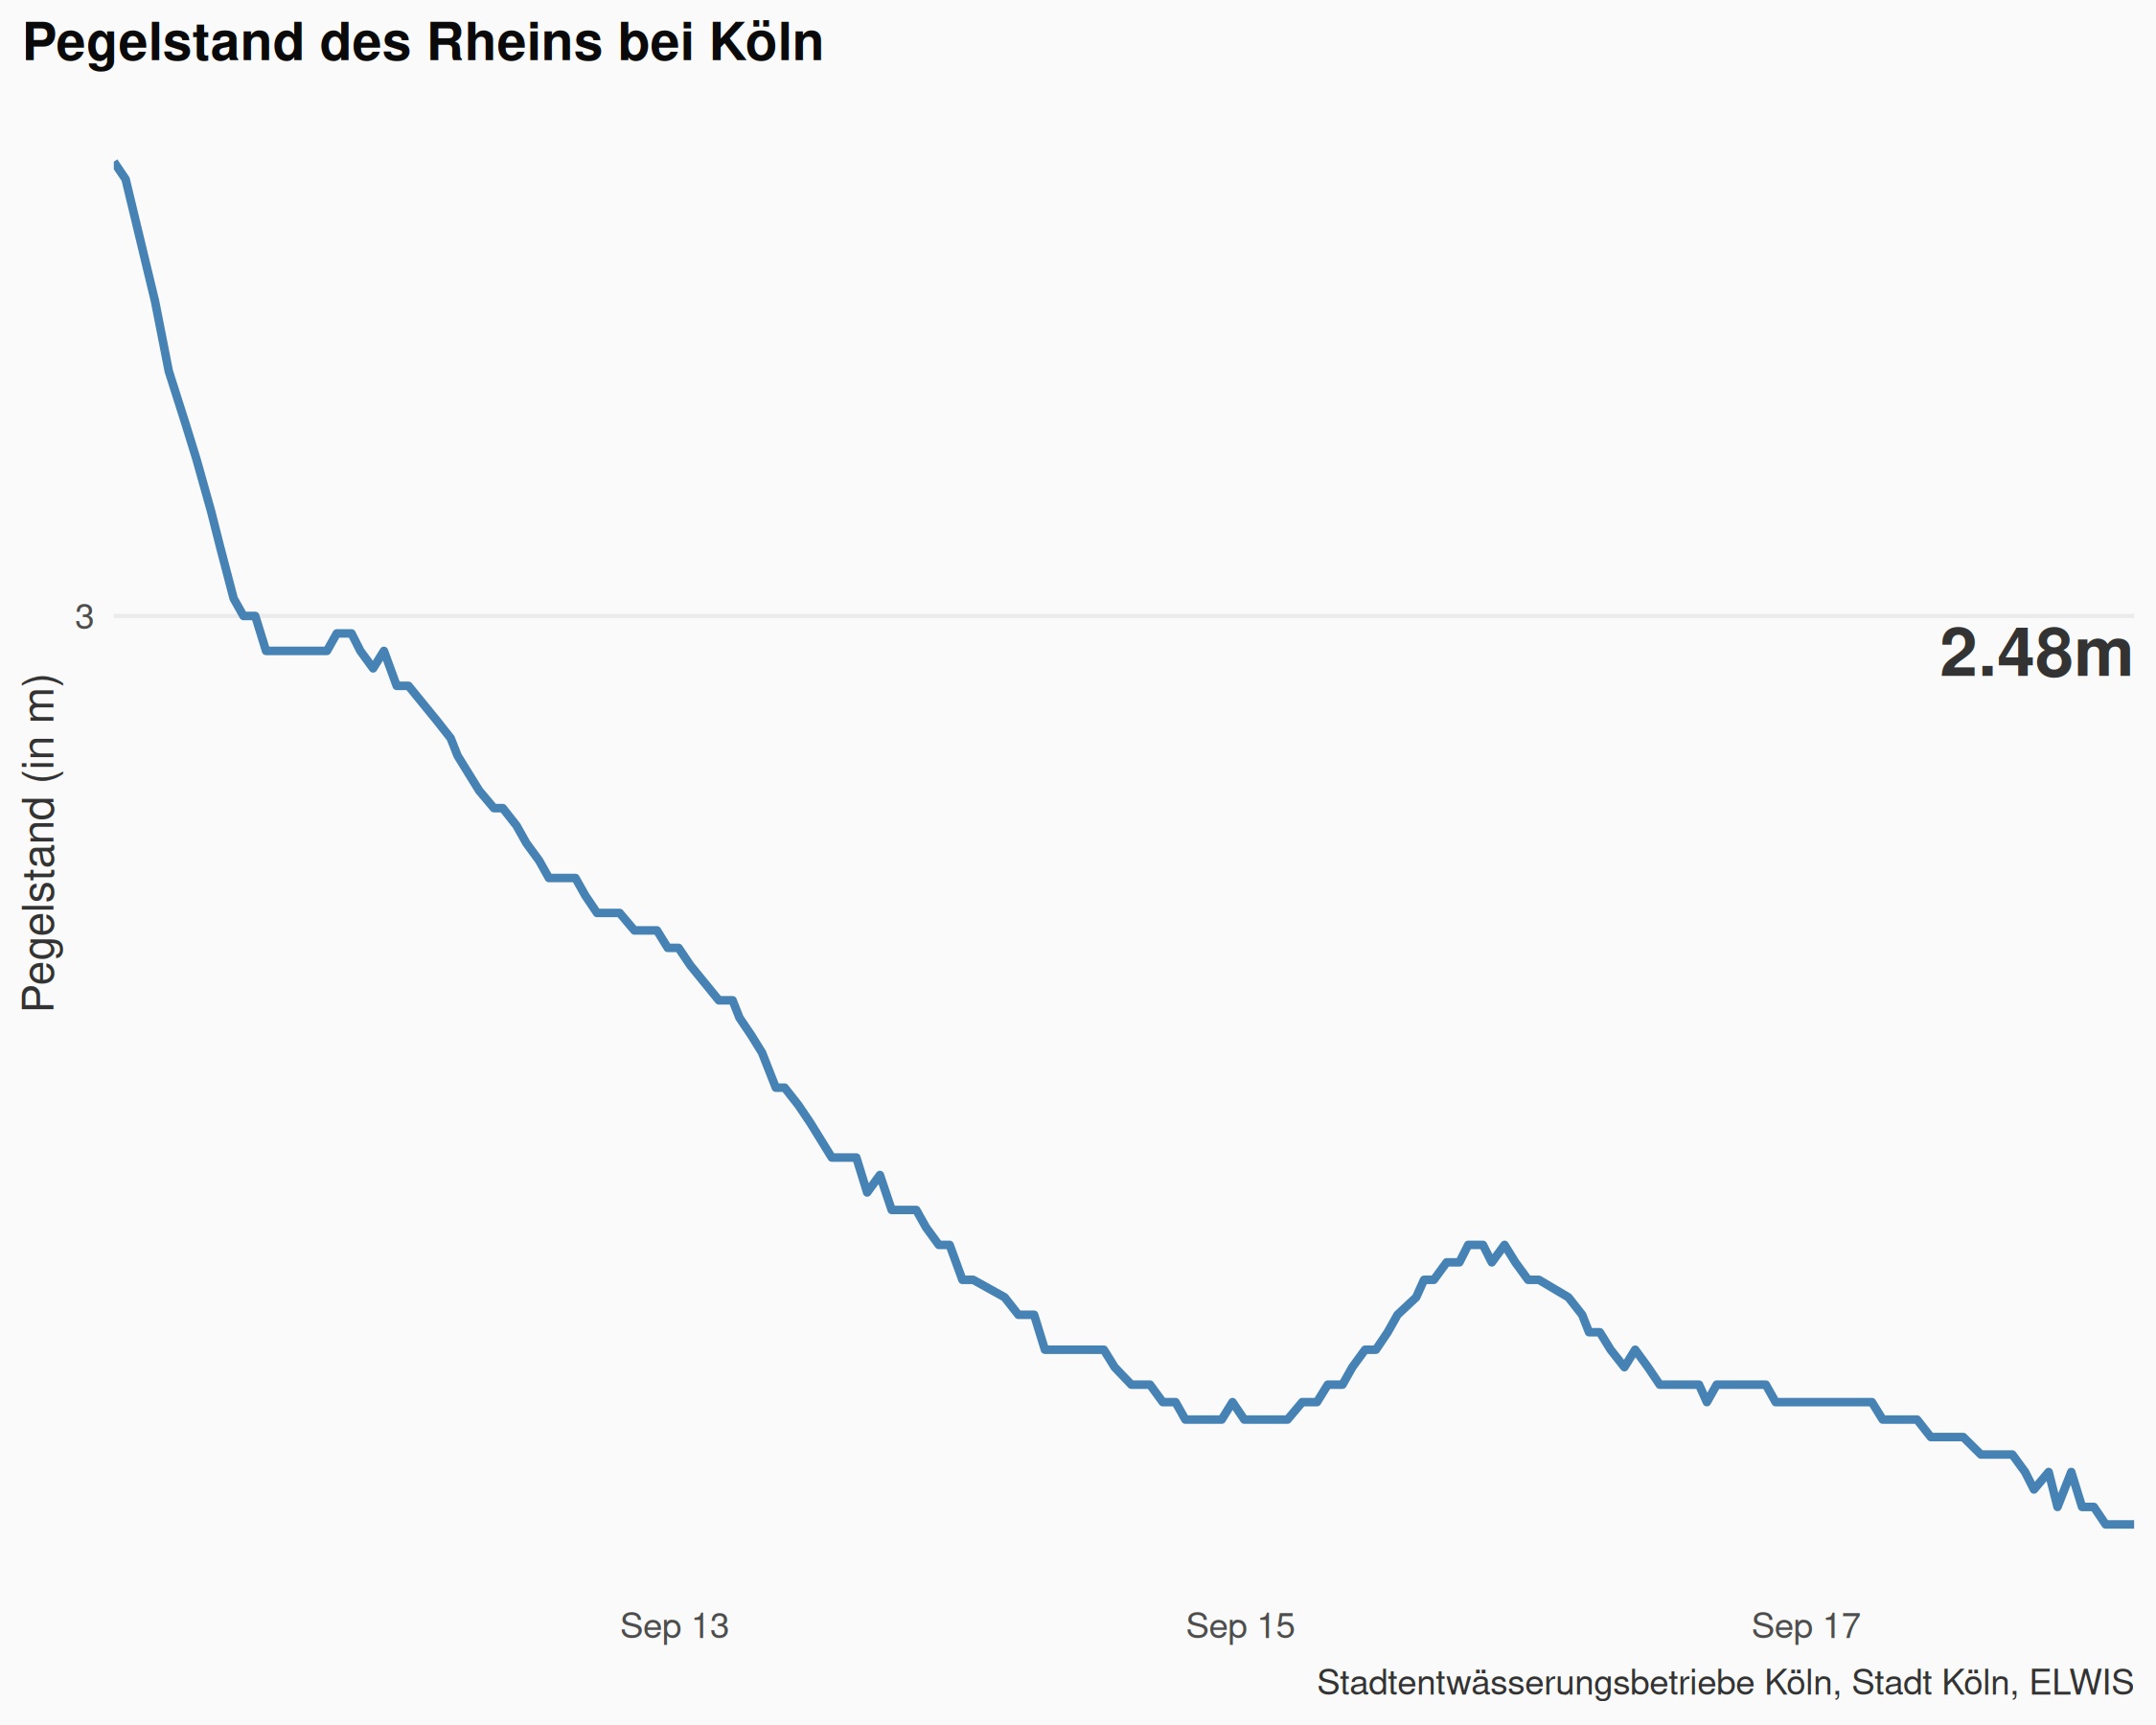 Pegelstand des Rheins bei Köln
3
2.48m
Pegelstand (in m)
Sep 13
Sep 15
Sep 17
Stadtentwässerungsbetriebe Köln, Stadt Köln, ELWIS